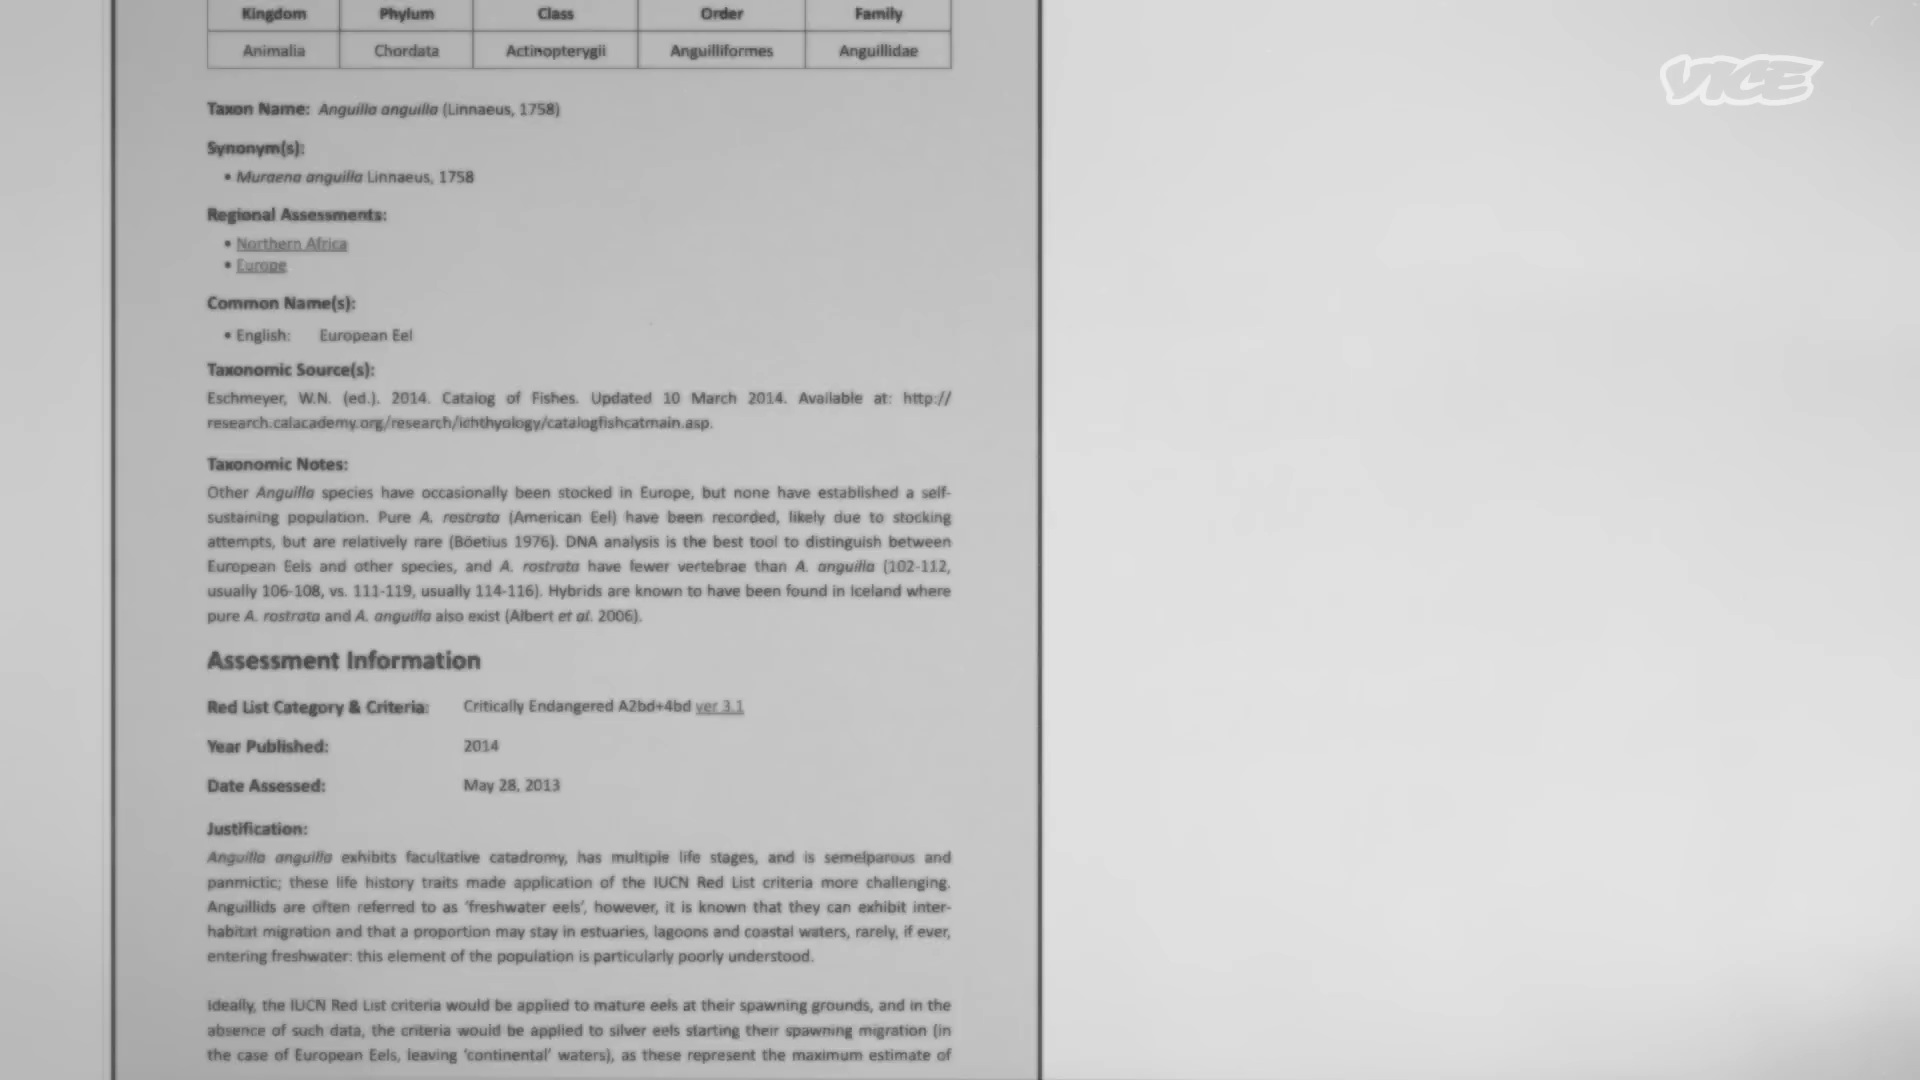 Kingdom Phylum Class Order Family
Animalia Chordata Actinopterygii Anguilliformes Anguillidae
VICE
Taxon Name: Anguilla anguilla (Linnaeus, 1758)
Synonym(s):
• Muraena anguilla Linnaeus, 1758
Regional Assessments:
• Northern Africa
• Europe
Common Name(s):
• English: European Eel
Taxonomic Source(s):
Eschmeyer, W.N. (ed.). 2014. Catalog of Fishes. Updated 10 March 2014. Available at: http://
research.calacademy.org/research/ichthyology/catalogfishcatmain.asp.
Taxonomic Notes:
Other Anguilla species have occasionally been stocked in Europe, but none have established a self-
sustaining population. Pure A. rostrata (American Eel) have been recorded, likely due to stocking
attempts, but are relatively rare (Böetius 1976). DNA analysis is the best tool to distinguish between
European Eels and other species, and A. rostrata have fewer vertebrae than A. anguilla (102-112,
usually 106-108, vs. 111-119, usually 114-116). Hybrids are known to have been found in Iceland where
pure A. rostrata and A. anguilla also exist (Albert et al. 2006).
Assessment Information
Red List Category & Criteria: Critically Endangered A2bd+4bd ver 3.1
Year Published: 2014
Date Assessed: May 28, 2013
Justification:
Anguilla anguilla exhibits facultative catadromy, has multiple life stages, and is semelparous and
panmictic; these life history traits made application of the IUCN Red List criteria more challenging.
Anguillids are often referred to as 'freshwater eels', however, it is known that they can exhibit inter-
habitat migration and that a proportion may stay in estuaries, lagoons and coastal waters, rarely, if ever,
entering freshwater: this element of the population is particularly poorly understood.
Ideally, the IUCN Red List criteria would be applied to mature eels at their spawning grounds, and in the
absence of such data, the criteria would be applied to silver eels starting their spawning migration (in
the case of European Eels, leaving 'continental' waters), as these represent the maximum estimate of